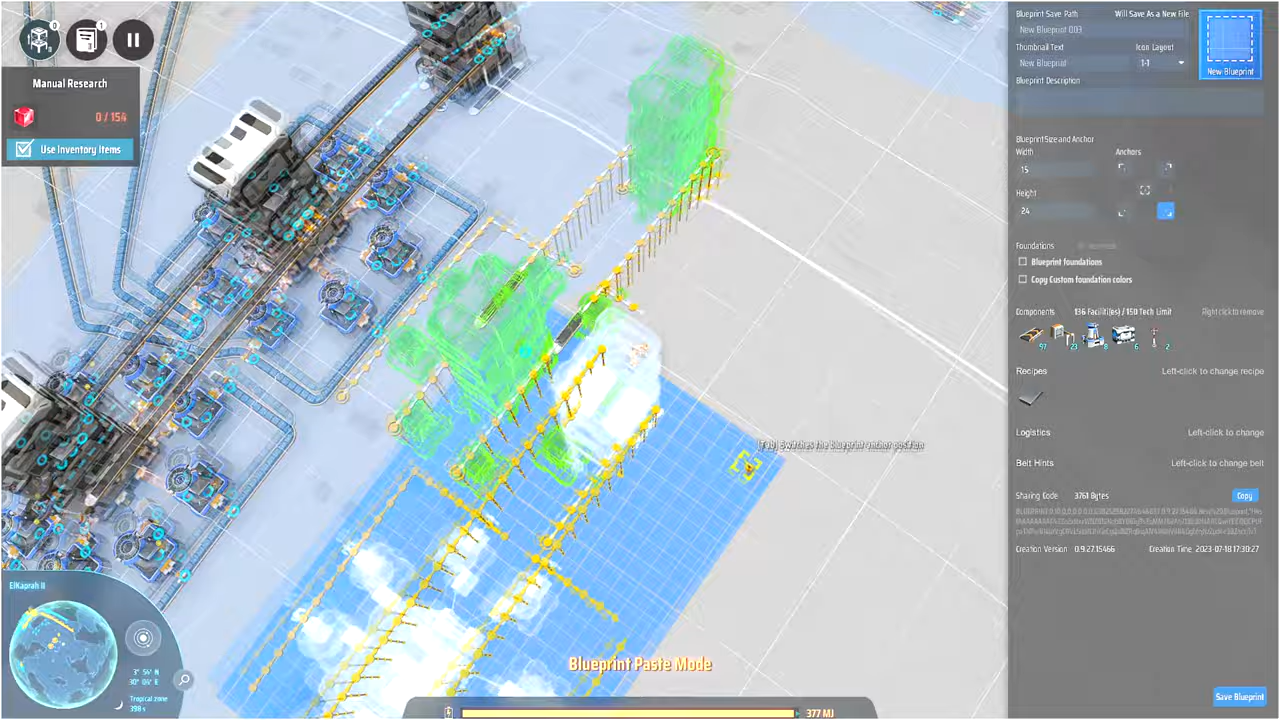 0
1
Manual Research
0 / 154
Use Inventory Items
Blueprint Save Path
Will Save As a New File
New Blueprint 003
Thumbnail Text
Icon Layout
New Blueprint
1-1
New Blueprint
Blueprint Description
Blueprint Size and Anchor
Width
Anchors
15
Height
24
Foundations
Blueprint foundations
Copy Custom foundation colors
Components
136 Facilit(ies) / 150 Tech Limit
Right click to remove
97
23
8
6
2
Recipes
Left-click to change recipe
Logistics
Left-click to change
Belt Hints
Left-click to change belt
[Tab] Switches the blueprint anchor position
Sharing Code
3761 Bytes
Copy
Creation Version
0.9.27.15466
Creation Time
2023-07-18 17:30:27
Save Blueprint
Blueprint Paste Mode
377 MJ
Tropical zone
398 s